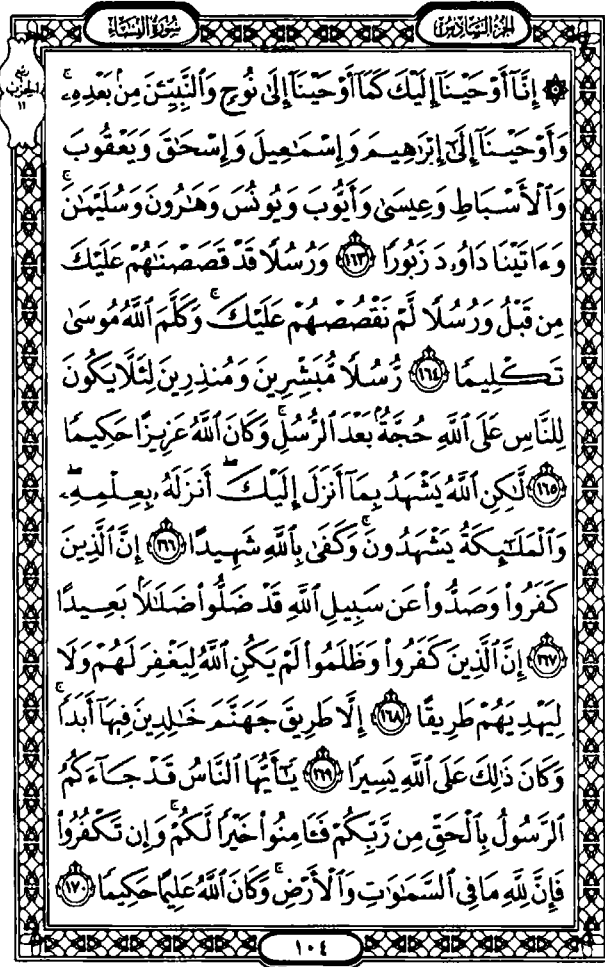 الجزء السادس
سورة النساء
ربع
الحزب
١١
۞ إِنَّآ أَوْحَيْنَآ إِلَيْكَ كَمَآ أَوْحَيْنَآ إِلَىٰ نُوحٍ وَٱلنَّبِيِّـۧنَ مِنۢ بَعْدِهِۦۚ
وَأَوْحَيْنَآ إِلَىٰٓ إِبْرَٰهِيمَ وَإِسْمَٰعِيلَ وَإِسْحَٰقَ وَيَعْقُوبَ
وَٱلْأَسْبَاطِ وَعِيسَىٰ وَأَيُّوبَ وَيُونُسَ وَهَٰرُونَ وَسُلَيْمَٰنَۚ
وَءَاتَيْنَا دَاوُۥدَ زَبُورًا ١٦٣ وَرُسُلًا قَدْ قَصَصْنَٰهُمْ عَلَيْكَ
مِن قَبْلُ وَرُسُلًا لَّمْ نَقْصُصْهُمْ عَلَيْكَۚ وَكَلَّمَ ٱللَّهُ مُوسَىٰ
تَكْلِيمًا ١٦٤ رُّسُلًا مُّبَشِّرِينَ وَمُنذِرِينَ لِئَلَّا يَكُونَ
لِلنَّاسِ عَلَى ٱللَّهِ حُجَّةٌۢ بَعْدَ ٱلرُّسُلِۚ وَكَانَ ٱللَّهُ عَزِيزًا حَكِيمًا
١٦٥ لَّٰكِنِ ٱللَّهُ يَشْهَدُ بِمَآ أَنزَلَ إِلَيْكَۖ أَنزَلَهُۥ بِعِلْمِهِۦۖ
وَٱلْمَلَٰٓئِكَةُ يَشْهَدُونَۚ وَكَفَىٰ بِٱللَّهِ شَهِيدًا ١٦٦ إِنَّ ٱلَّذِينَ
كَفَرُوا۟ وَصَدُّوا۟ عَن سَبِيلِ ٱللَّهِ قَدْ ضَلُّوا۟ ضَلَٰلًۢا بَعِيدًا
١٦٧ إِنَّ ٱلَّذِينَ كَفَرُوا۟ وَظَلَمُوا۟ لَمْ يَكُنِ ٱللَّهُ لِيَغْفِرَ لَهُمْ وَلَا
لِيَهْدِيَهُمْ طَرِيقًا ١٦٨ إِلَّا طَرِيقَ جَهَنَّمَ خَٰلِدِينَ فِيهَآ أَبَدًاۚ
وَكَانَ ذَٰلِكَ عَلَى ٱللَّهِ يَسِيرًا ١٦٩ يَٰٓأَيُّهَا ٱلنَّاسُ قَدْ جَآءَكُمُ
ٱلرَّسُولُ بِٱلْحَقِّ مِن رَّبِّكُمْ فَـَٔامِنُوا۟ خَيْرًا لَّكُمْۚ وَإِن تَكْفُرُوا۟
فَإِنَّ لِلَّهِ مَا فِى ٱلسَّمَٰوَٰتِ وَٱلْأَرْضِۚ وَكَانَ ٱللَّهُ عَلِيمًا حَكِيمًا ١٧٠
١٠٤